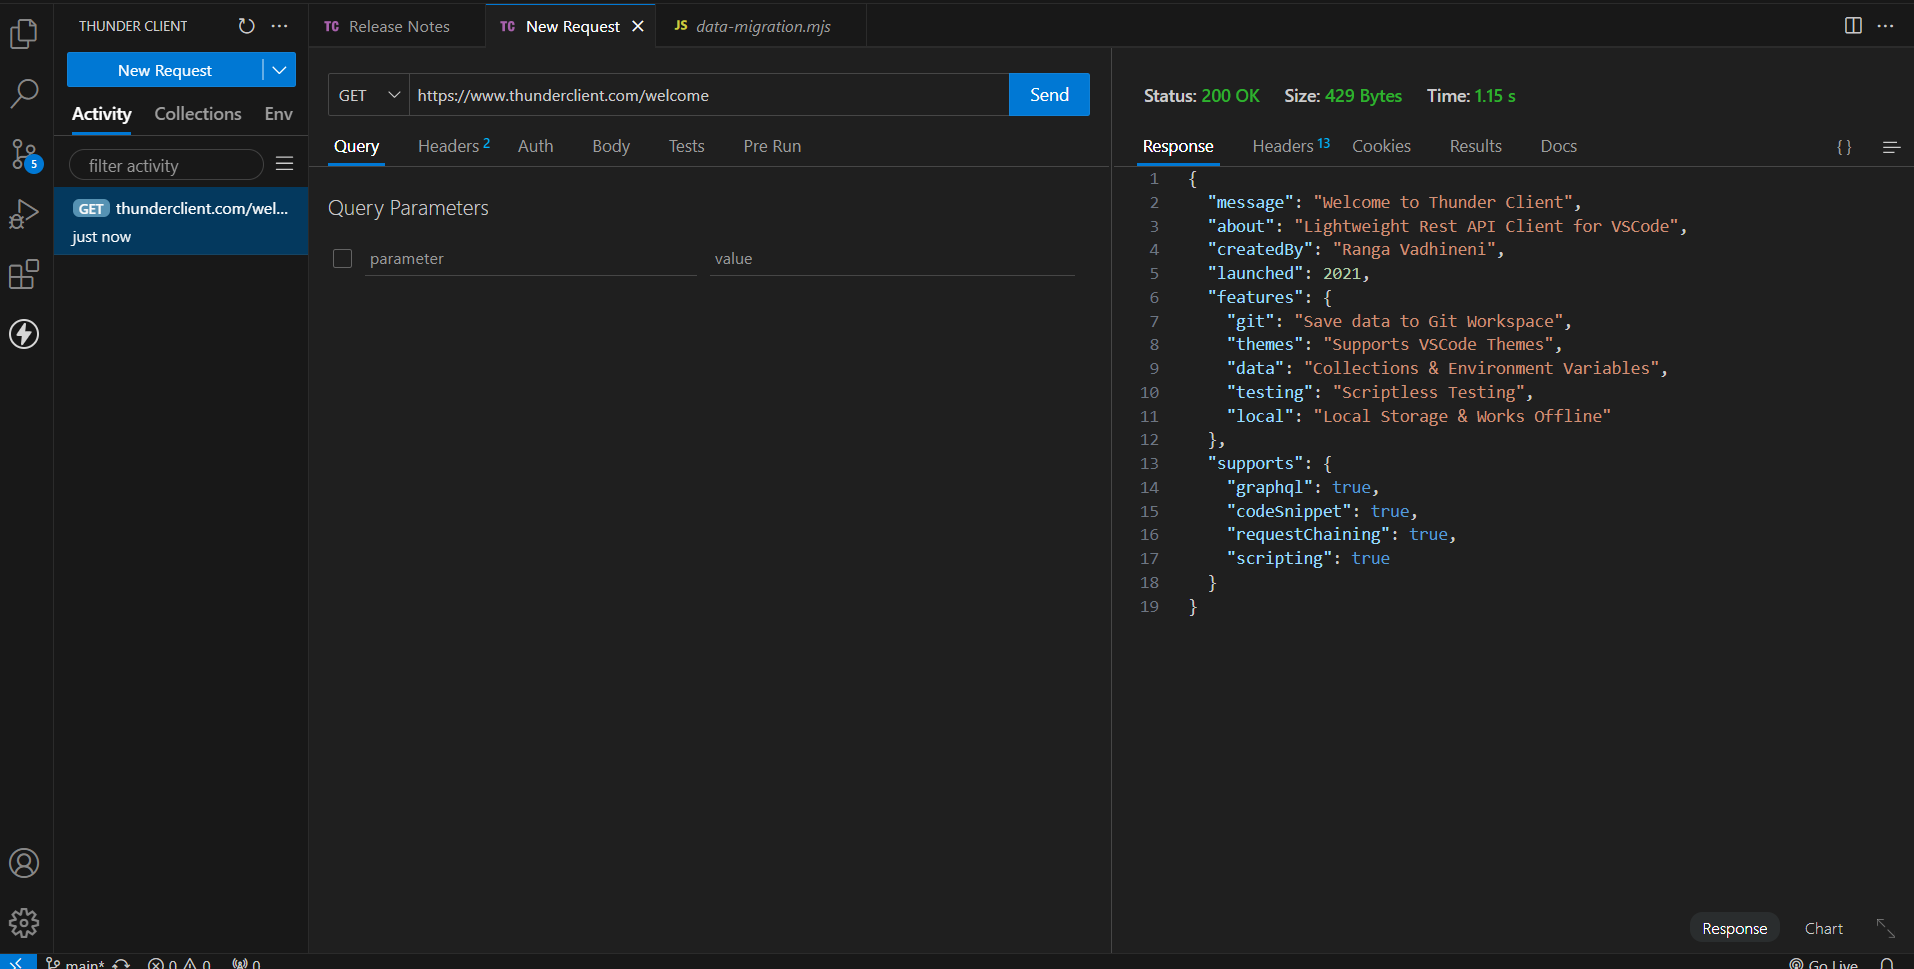 THUNDER CLIENT
New Request
Activity Collections Env
filter activity
GET thunderclient.com/wel...
just now
5
TC Release Notes
TC New Request
JS data-migration.mjs
GET https://www.thunderclient.com/welcome Send
Query Headers 2 Auth Body Tests Pre Run
Query Parameters
parameter value
Status: 200 OK Size: 429 Bytes Time: 1.15 s
Response Headers 13 Cookies Results Docs {}
1 {
2 "message": "Welcome to Thunder Client",
3 "about": "Lightweight Rest API Client for VSCode",
4 "createdBy": "Ranga Vadhineni",
5 "launched": 2021,
6 "features": {
7 "git": "Save data to Git Workspace",
8 "themes": "Supports VSCode Themes",
9 "data": "Collections & Environment Variables",
10 "testing": "Scriptless Testing",
11 "local": "Local Storage & Works Offline"
12 },
13 "supports": {
14 "graphql": true,
15 "codeSnippet": true,
16 "requestChaining": true,
17 "scripting": true
18 }
19 }
Response Chart
main* 0 0 0 Go Live